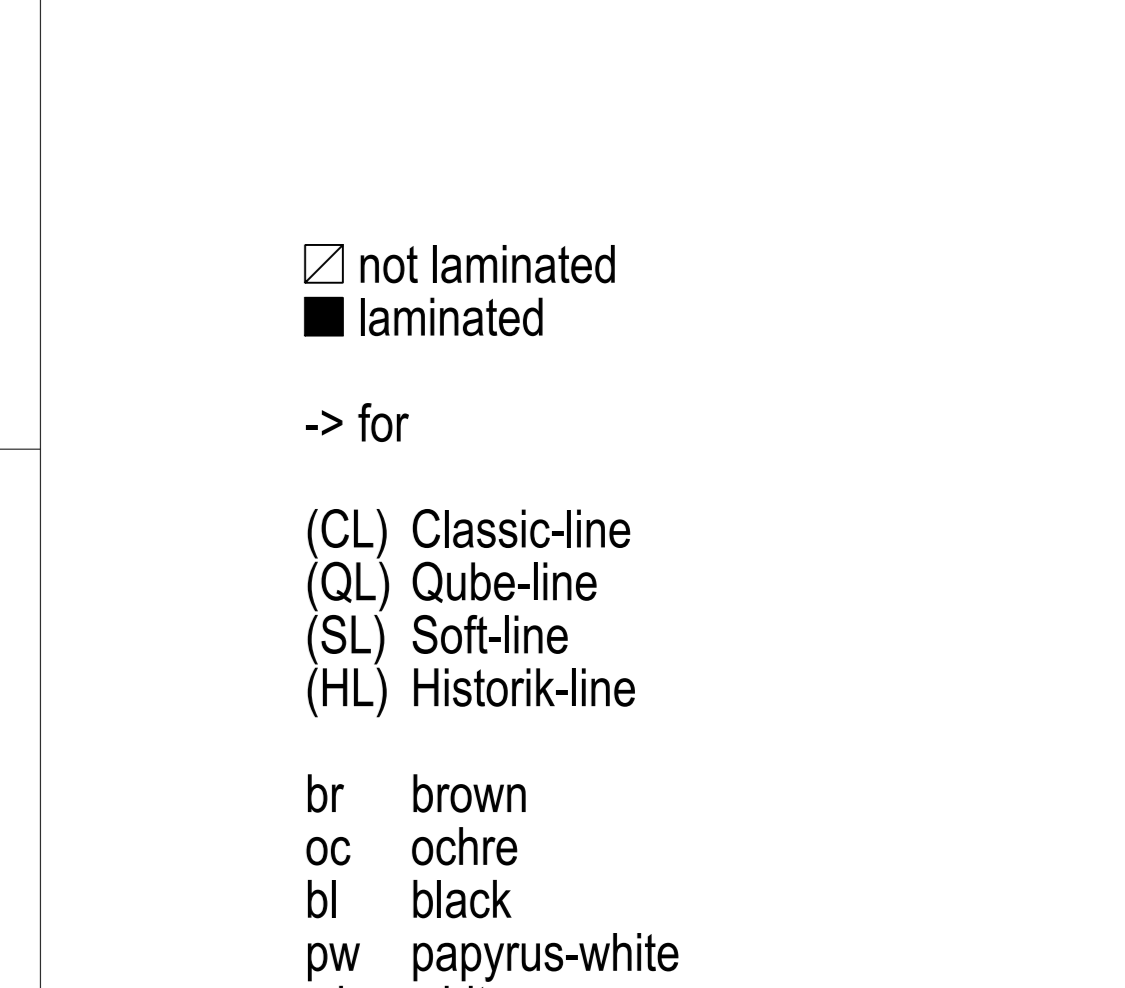 not laminated
laminated
-> for
(CL) Classic-line
(QL) Qube-line
(SL) Soft-line
(HL) Historik-line
br brown
oc ochre
bl black
pw papyrus-white